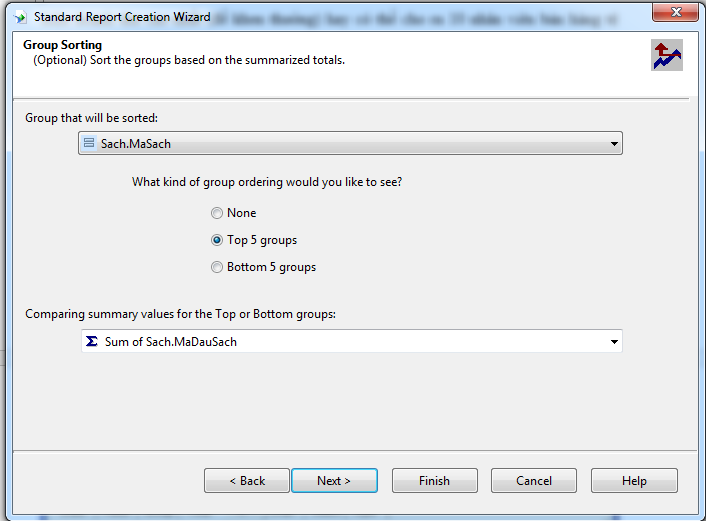 Standard Report Creation Wizard
Group Sorting
(Optional) Sort the groups based on the summarized totals.
Group that will be sorted:
Sach.MaSach
What kind of group ordering would you like to see?
None
Top 5 groups
Bottom 5 groups
Comparing summary values for the Top or Bottom groups:
Σ Sum of Sach.MaDauSach
< Back
Next >
Finish
Cancel
Help